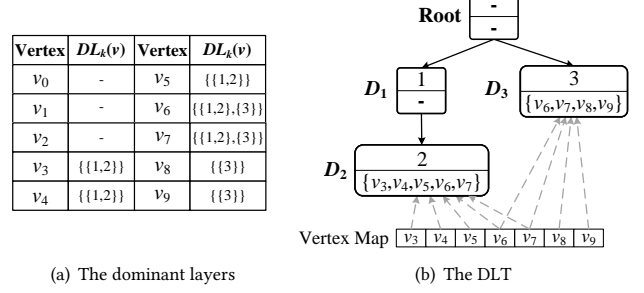 Vertex DLk(v) Vertex DLk(v)
v0 - v5 {{1,2}}
v1 - v6 {{1,2},{3}}
v2 - v7 {{1,2},{3}}
v3 {{1,2}} v8 {{3}}
v4 {{1,2}} v9 {{3}}
(a) The dominant layers
Root
-
-
D1
1
-
D3
3
{v6,v7,v8,v9}
D2
2
{v3,v4,v5,v6,v7}
Vertex Map v3 v4 v5 v6 v7 v8 v9
(b) The DLT